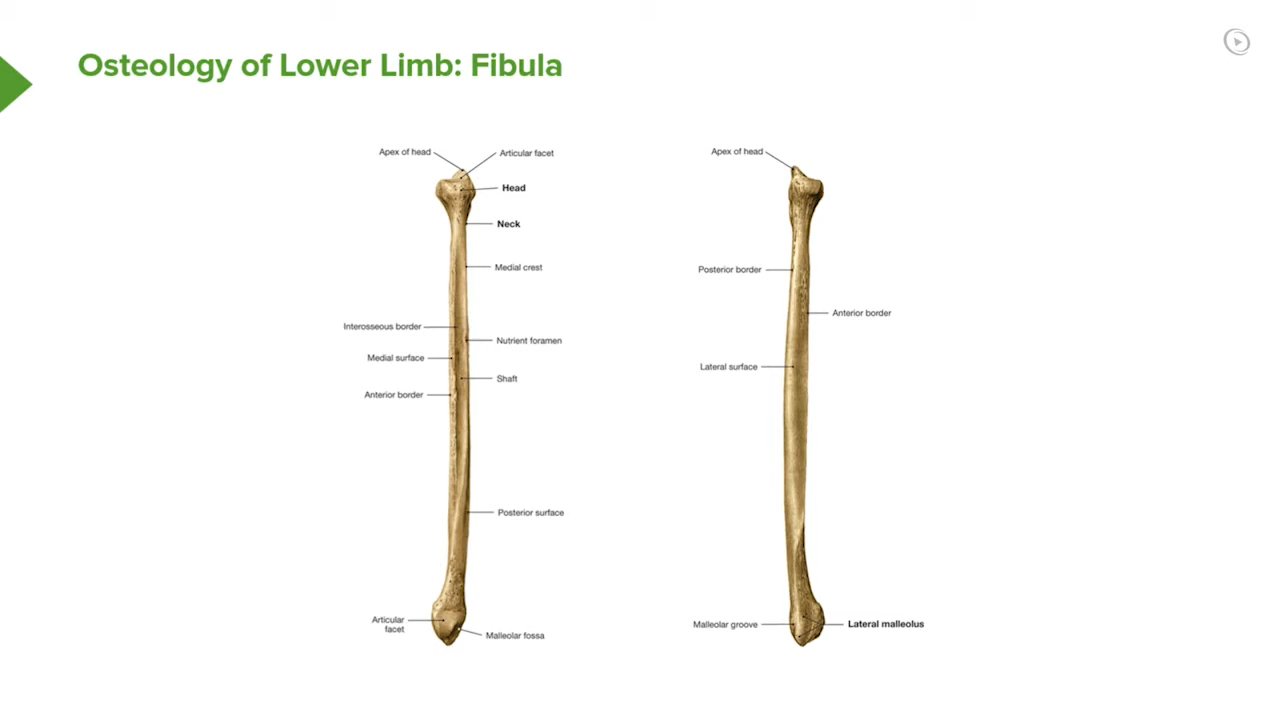 Osteology of Lower Limb: Fibula
Apex of head
Articular facet
Head
Neck
Medial crest
Interosseous border
Nutrient foramen
Medial surface
Shaft
Anterior border
Posterior surface
Articular
facet
Malleolar fossa
Apex of head
Posterior border
Anterior border
Lateral surface
Malleolar groove
Lateral malleolus